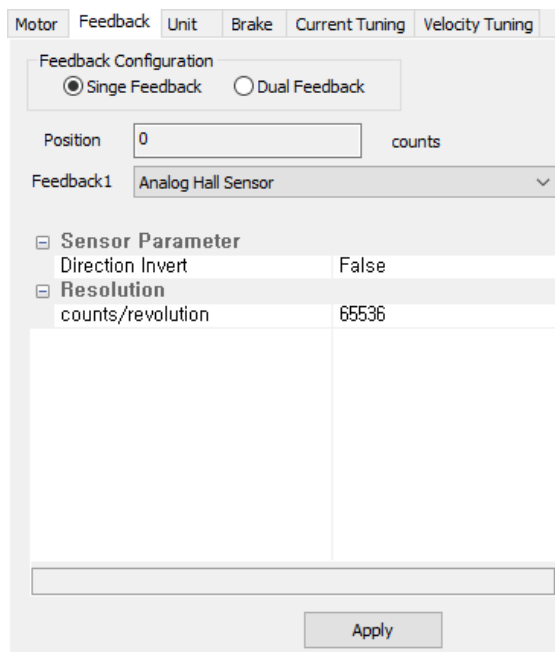 Motor Feedback Unit Brake Current Tuning Velocity Tuning
Feedback Configuration
Singe Feedback Dual Feedback
Position 0 counts
Feedback1 Analog Hall Sensor
Sensor Parameter
Direction Invert False
Resolution
counts/revolution 65536
Apply